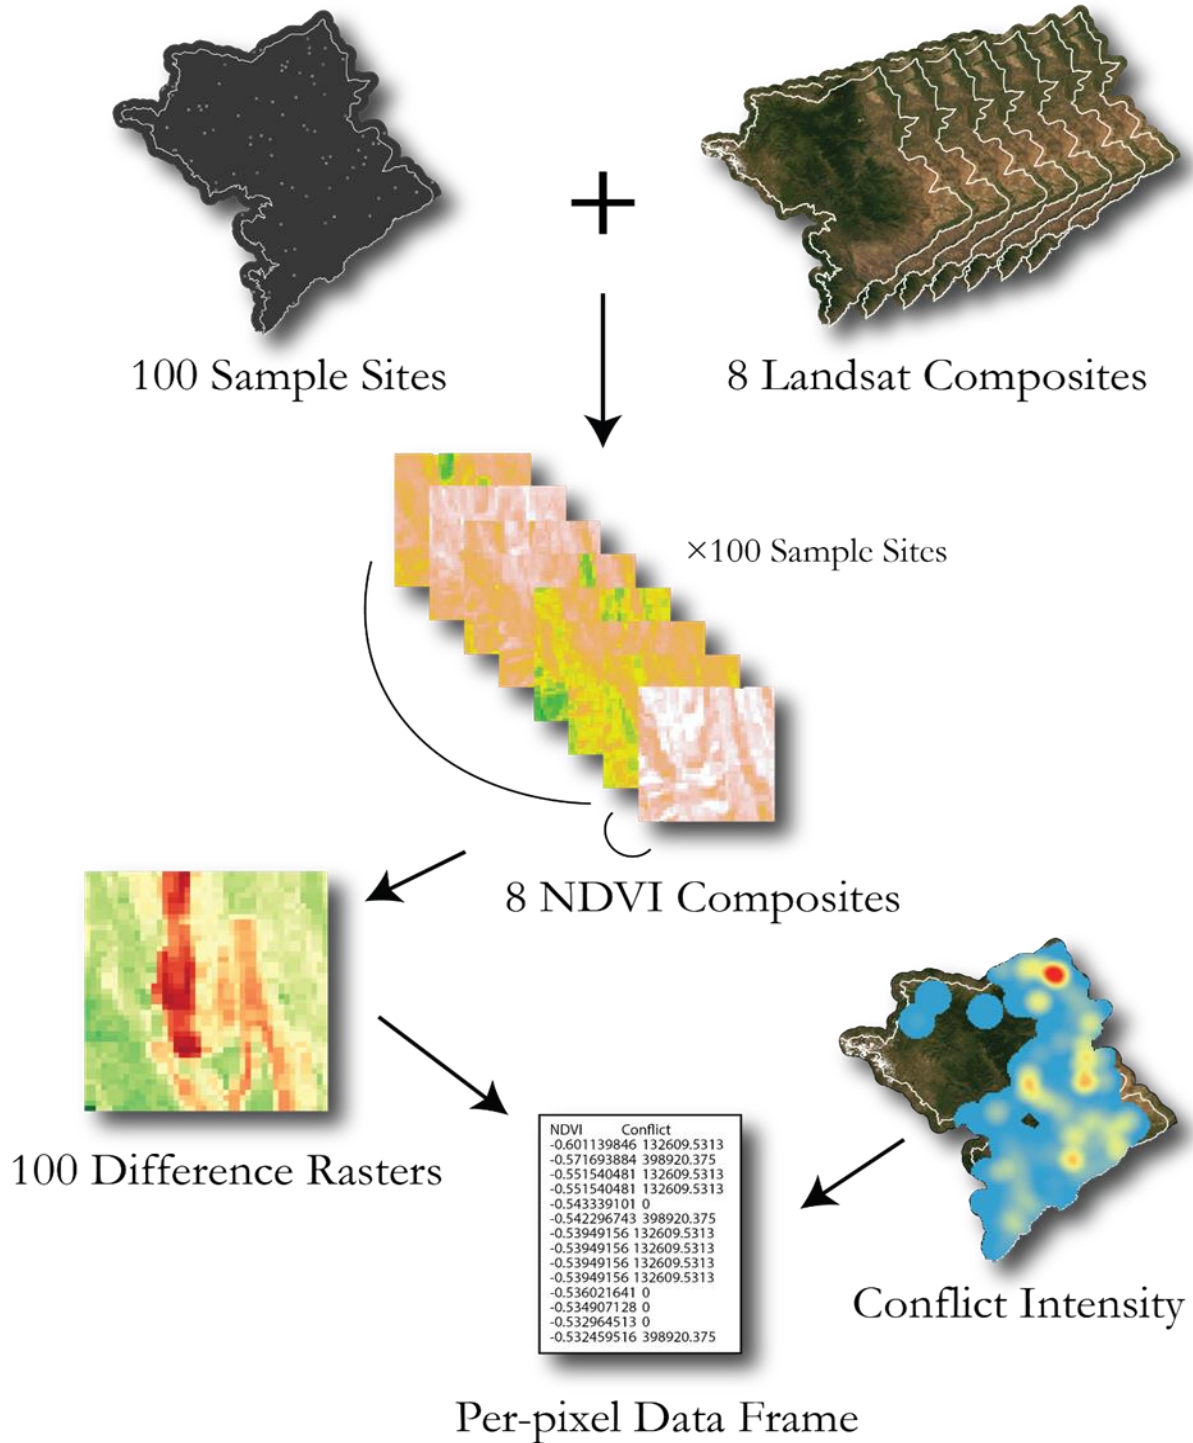 100 Sample Sites
8 Landsat Composites
×100 Sample Sites
8 NDVI Composites
100 Difference Rasters
NDVI Conflict
-0.601139846 132609.5313
-0.571693884 398920.375
-0.551540481 132609.5313
-0.551540481 132609.5313
-0.543339101 0
-0.542296743 398920.375
-0.53949156 132609.5313
-0.53949156 132609.5313
-0.53949156 132609.5313
-0.53949156 132609.5313
-0.536021641 0
-0.534907128 0
-0.532964513 0
-0.532459516 398920.375
Conflict Intensity
Per-pixel Data Frame